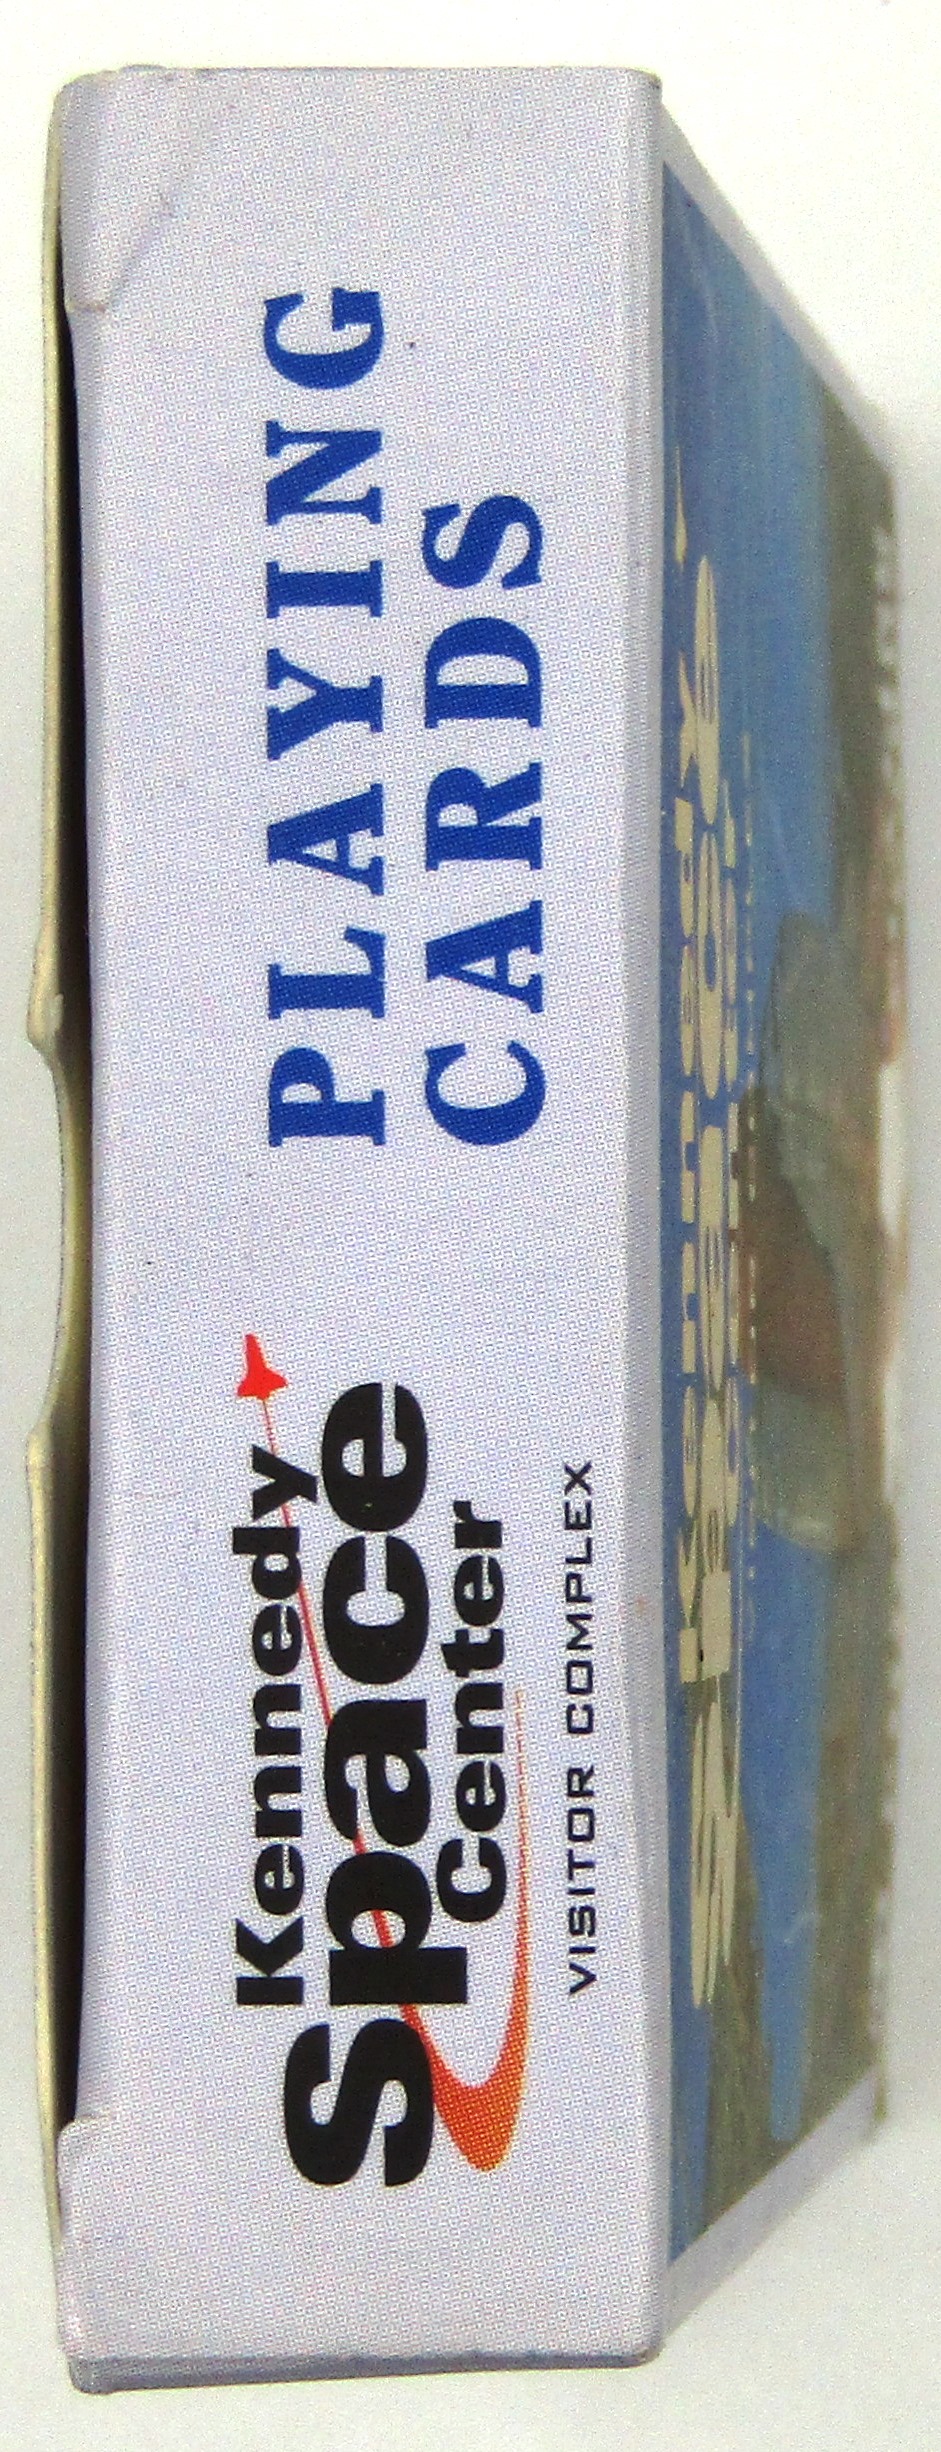 Kennedy
Space
Center
VISITOR COMPLEX
PLAYING
CARDS